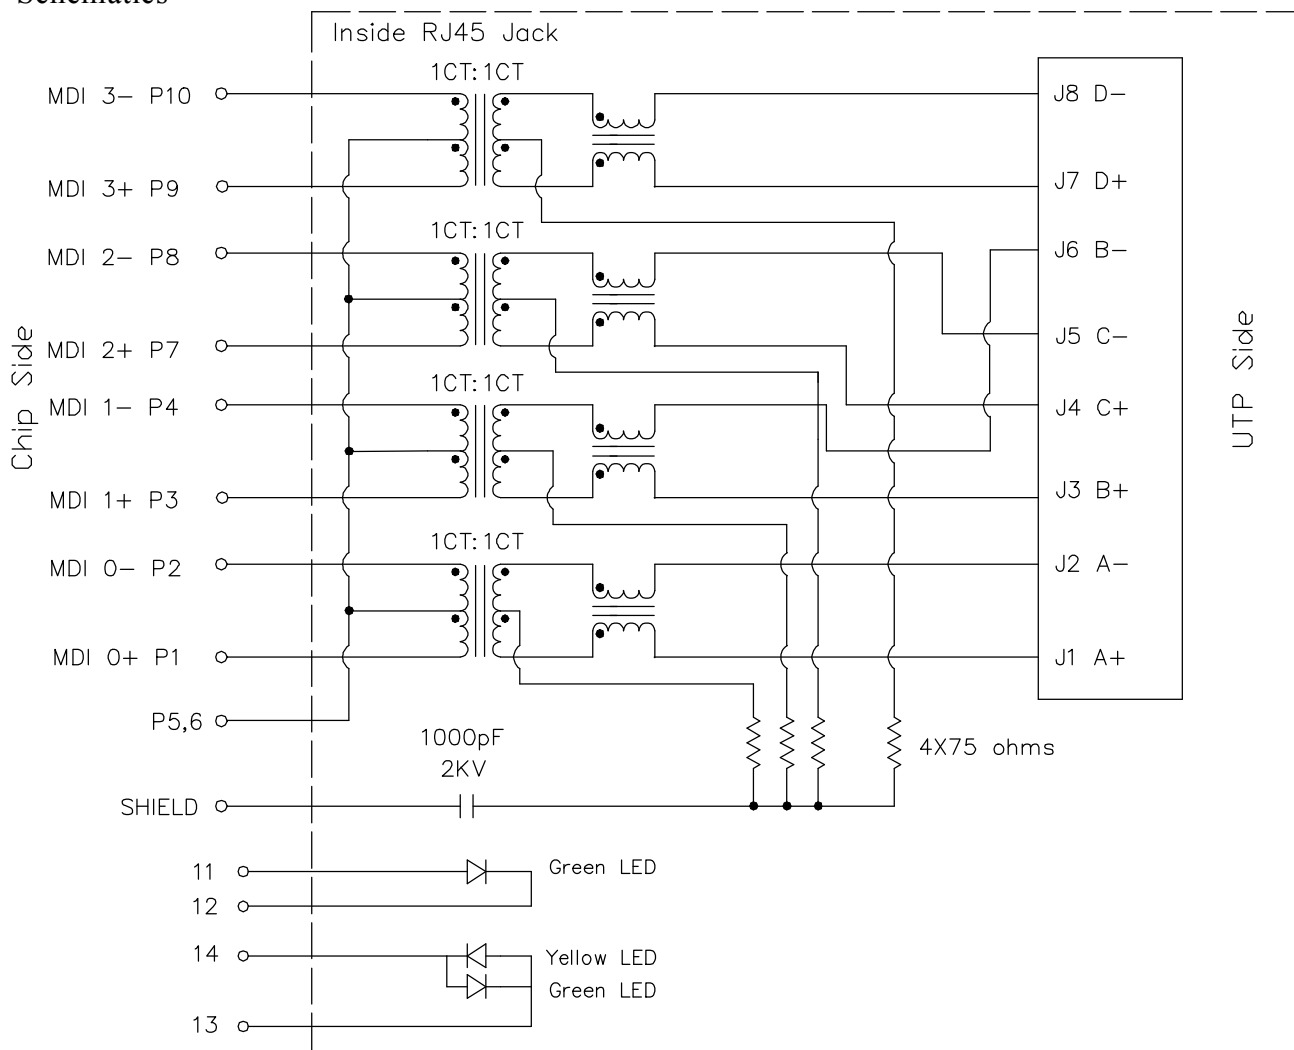 Schematics
Inside RJ45 Jack
1CT:1CT
MDI 3- P10
J8 D-
MDI 3+ P9
J7 D+
1CT:1CT
MDI 2- P8
J6 B-
J5 C-
MDI 2+ P7
1CT:1CT
MDI 1- P4
J4 C+
Chip Side
UTP Side
MDI 1+ P3
J3 B+
1CT:1CT
MDI 0- P2
J2 A-
MDI 0+ P1
J1 A+
P5,6
1000pF
2KV
4X75 ohms
SHIELD
11
Green LED
12
14
Yellow LED
Green LED
13